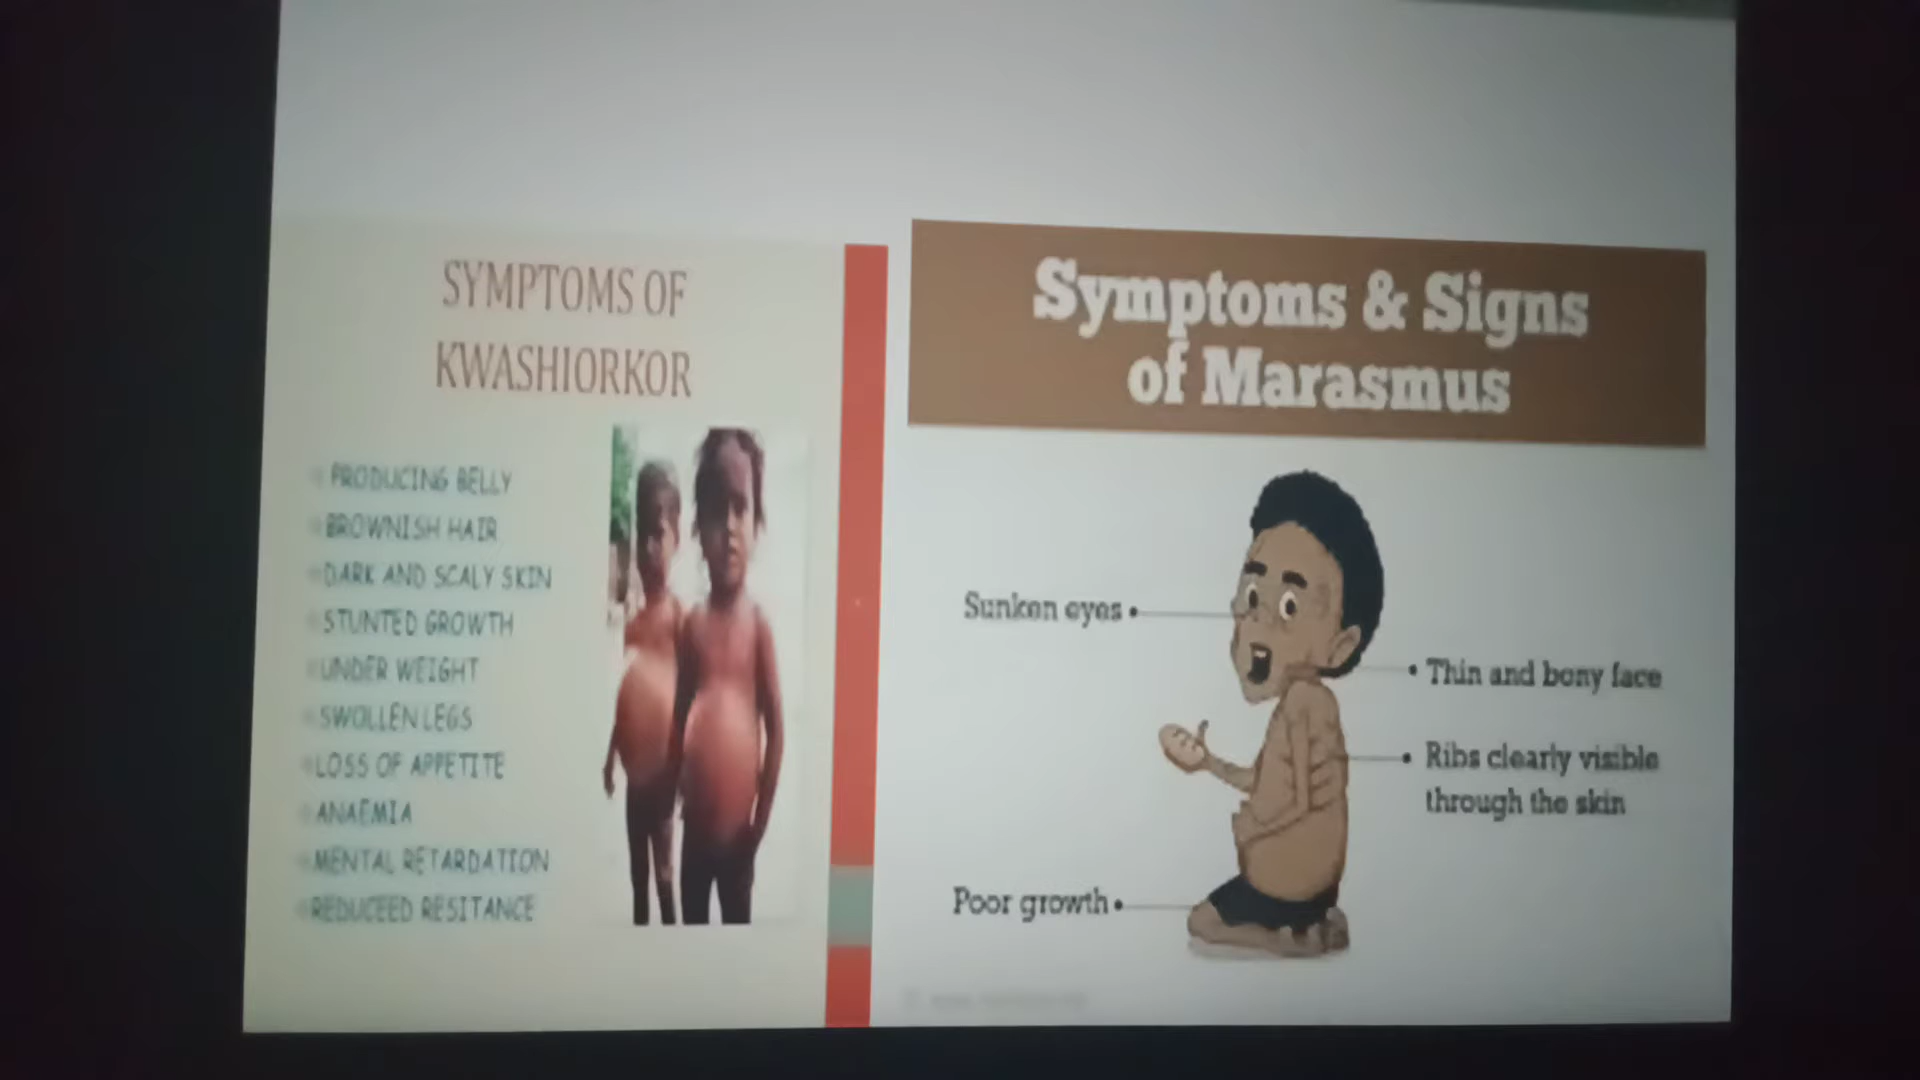 SYMPTOMS OF
KWASHIORKOR
PRODUCING BELLY
BROWNISH HAIR
DARK AND SCALY SKIN
STUNTED GROWTH
UNDER WEIGHT
SWOLLEN LEGS
LOSS OF APPETITE
ANAEMIA
MENTAL RETARDATION
REDUCEED RESITANCE
Symptoms & Signs
of Marasmus
Sunken eyes
Thin and bony face
Ribs clearly visible
through the skin
Poor growth